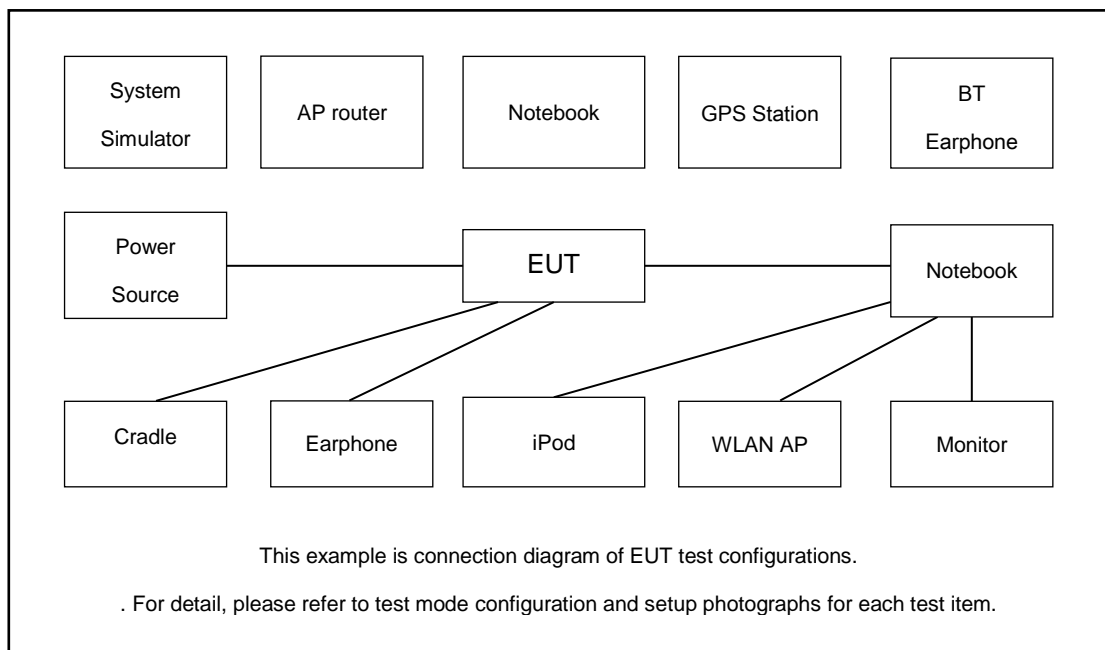 System
Simulator
AP router
Notebook
GPS Station
BT
Earphone
Power
Source
EUT
Notebook
Cradle
Earphone
iPod
WLAN AP
Monitor
This example is connection diagram of EUT test configurations.
. For detail, please refer to test mode configuration and setup photographs for each test item.